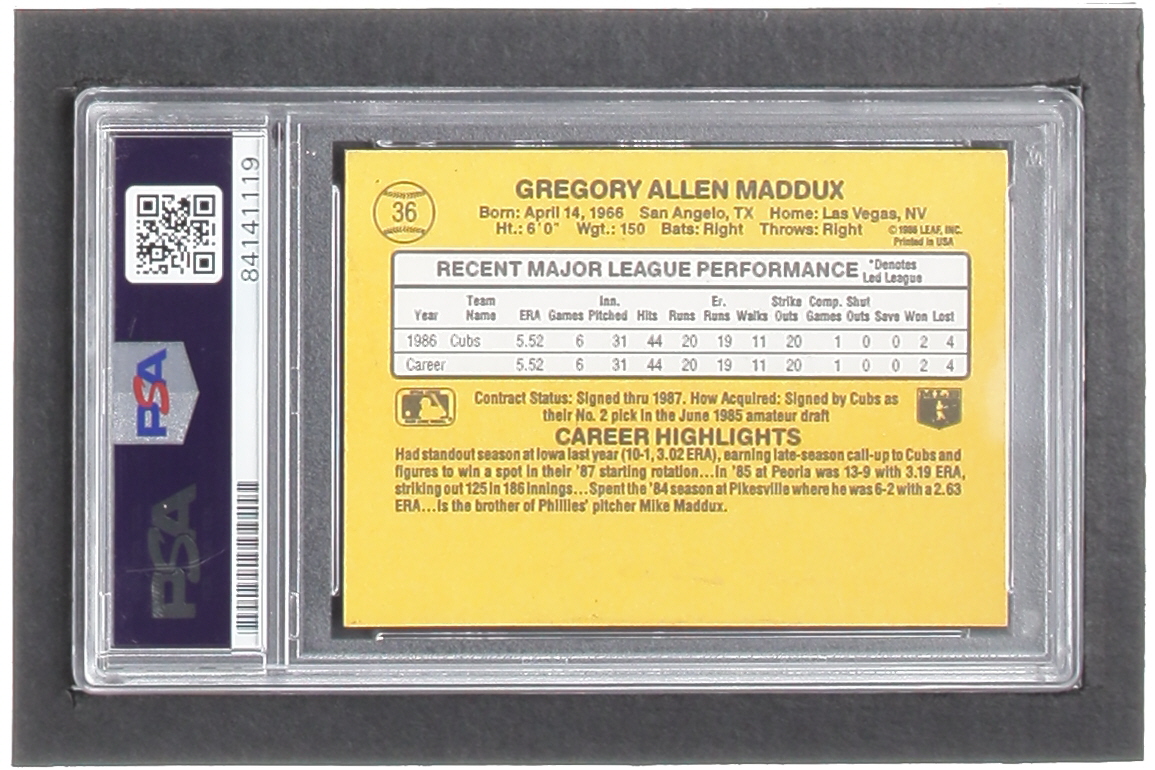 84141119
PSA
PSA
36
GREGORY ALLEN MADDUX
Born: April 14, 1966 San Angelo, TX Home: Las Vegas, NV
Ht.: 6'0" Wgt.: 150 Bats: Right Throws: Right
© 1986 LEAF, INC.
Printed in USA
RECENT MAJOR LEAGUE PERFORMANCE *Denotes Led League
Year Team Name ERA Games Inn. Pitched Hits Runs Er. Runs Walks Strike Outs Comp. Games Shut Outs Save Won Lost
1986 Cubs 5.52 6 31 44 20 19 11 20 1 0 0 2 4
Career 5.52 6 31 44 20 19 11 20 1 0 0 2 4
Contract Status: Signed thru 1987. How Acquired: Signed by Cubs as
their No. 2 pick in the June 1985 amateur draft
CAREER HIGHLIGHTS
Had standout season at Iowa last year (10-1, 3.02 ERA), earning late-season call-up to Cubs and
figures to win a spot in their '87 starting rotation...In '85 at Peoria was 13-9 with 3.19 ERA,
striking out 125 in 186 innings...Spent the '84 season at Pikesville where he was 6-2 with a 2.63
ERA...Is the brother of Phillies' pitcher Mike Maddux.